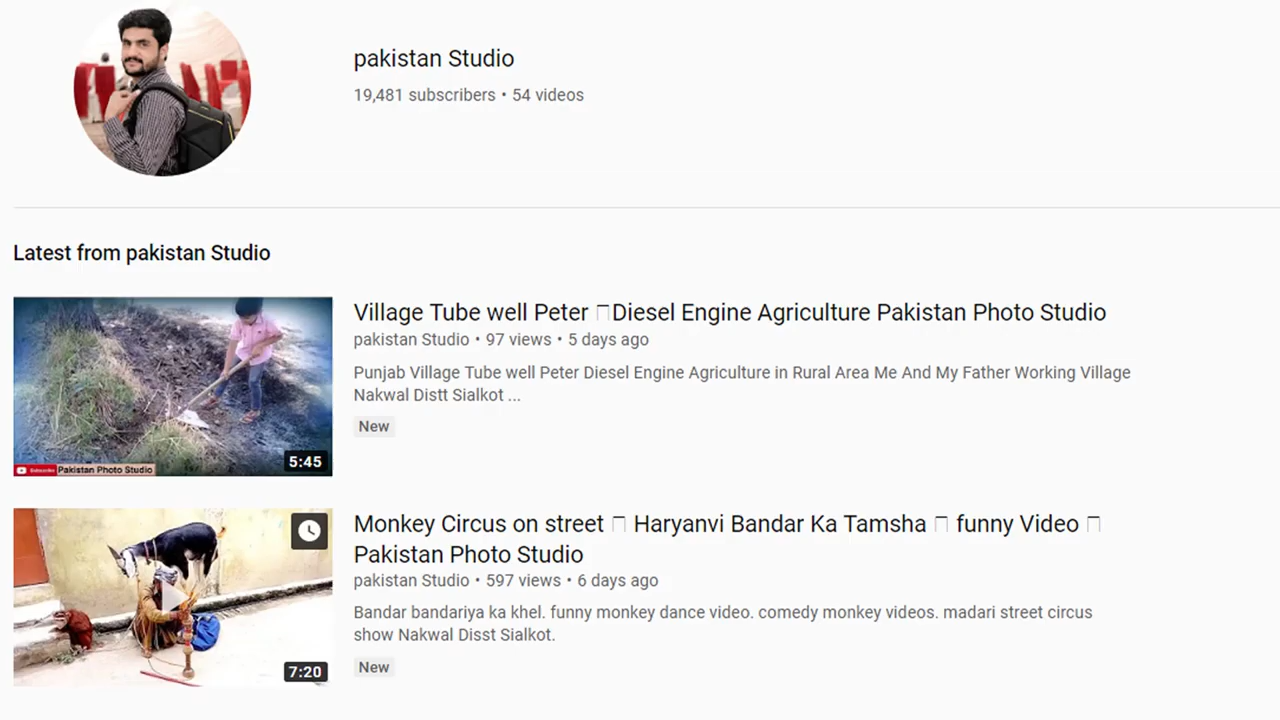 pakistan Studio
19,481 subscribers • 54 videos
Latest from pakistan Studio
Village Tube well Peter Diesel Engine Agriculture Pakistan Photo Studio
pakistan Studio • 97 views • 5 days ago
Punjab Village Tube well Peter Diesel Engine Agriculture in Rural Area Me And My Father Working Village
Nakwal Distt Sialkot ...
New
Subscribe Pakistan Photo Studio
5:45
Monkey Circus on street Haryanvi Bandar Ka Tamsha funny Video
Pakistan Photo Studio
pakistan Studio • 597 views • 6 days ago
Bandar bandariya ka khel. funny monkey dance video. comedy monkey videos. madari street circus
show Nakwal Disst Sialkot.
New
7:20